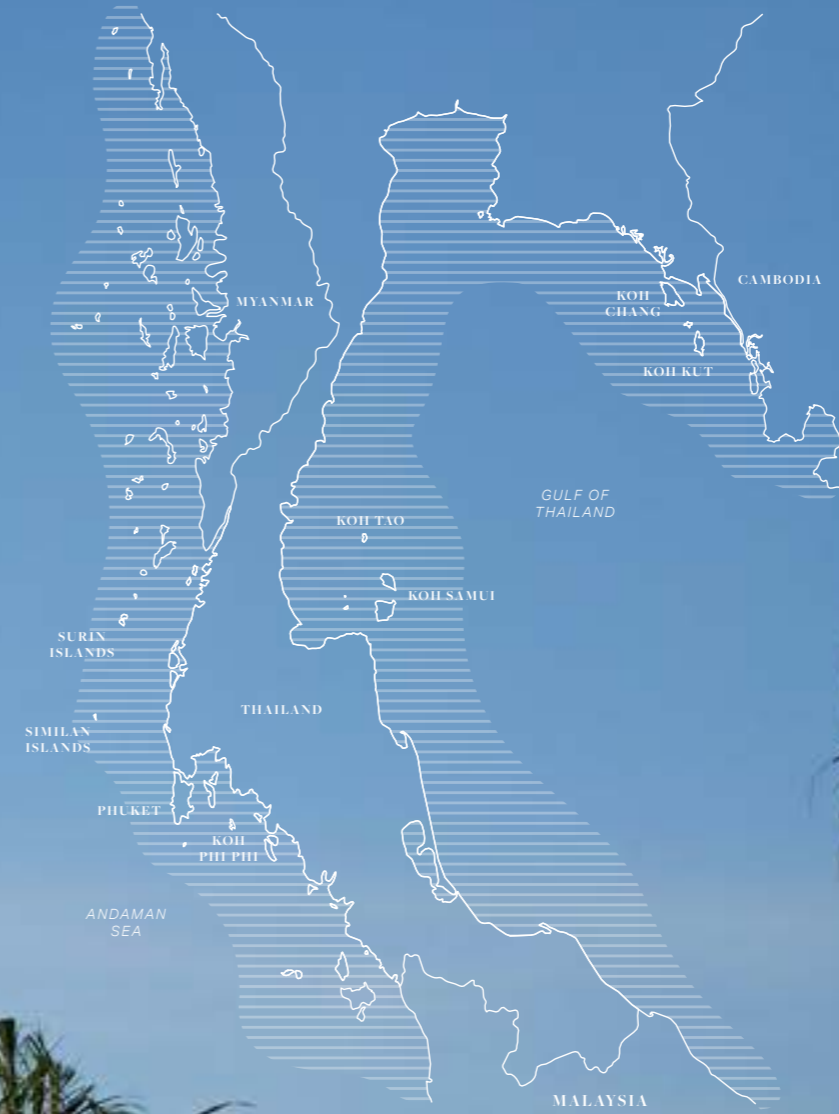 MYANMAR
CAMBODIA
KOH
CHANG
KOH KUT
GULF OF
THAILAND
KOH TAO
KOH SAMUI
SURIN
ISLANDS
THAILAND
SIMILAN
ISLANDS
PHUKET
KOH
PHI PHI
ANDAMAN
SEA
MALAYSIA